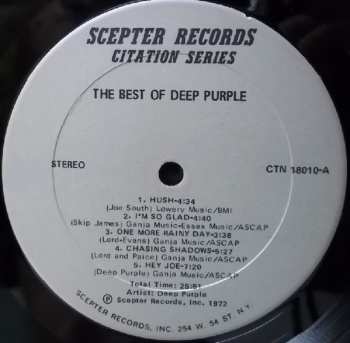 SCEPTER RECORDS
CITATION SERIES
THE BEST OF DEEP PURPLE
STEREO
CTN 18010-A
1. HUSH-4:34
(Joe South) Lowery Music/BMI
2. I'M SO GLAD-4:40
(Skip James) Ganja Music-Essex Music/ASCAP
3. ONE MORE RAINY DAY-3:38
(Lord-Evans) Ganja Music/ASCAP
4. CHASING SHADOWS-5:27
(Lord and Paice) Ganja Music/ASCAP
5. HEY JOE-7:20
(Deep Purple) Ganja Music/ASCAP
Total Time: 25:51
Artist: Deep Purple
℗ Scepter Records, Inc. 1972
SCEPTER RECORDS, INC. 254 W. 54 ST. N.Y.